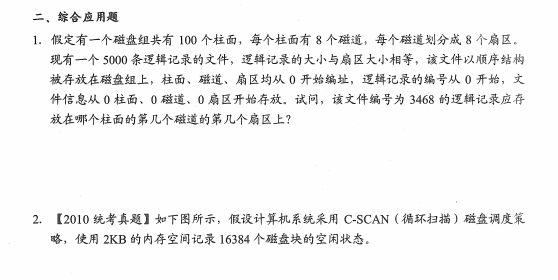 二、综合应用题
1. 假定有一个磁盘组共有 100 个柱面，每个柱面有 8 个磁道，每个磁道划分成 8 个扇区。
现有一个 5000 条逻辑记录的文件，逻辑记录的大小与扇区大小相等，该文件以顺序结构
被存放在磁盘组上，柱面、磁道、扇区均从 0 开始编址，逻辑记录的编号从 0 开始，文
件信息从 0 柱面、0 磁道、0 扇区开始存放。试问，该文件编号为 3468 的逻辑记录应存
放在哪个柱面的第几个磁道的第几个扇区上？
2. 【2010 统考真题】如下图所示，假设计算机系统采用 C-SCAN（循环扫描）磁盘调度策
略，使用 2KB 的内存空间记录 16384 个磁盘块的空闲状态。